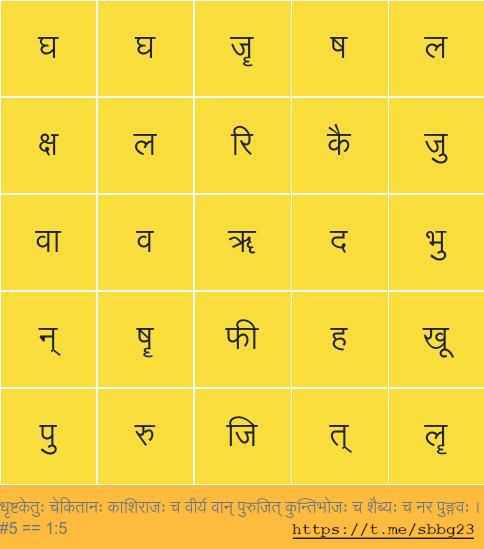 घ घ जॄ ष ल
क्ष ल रि कै जु
वा व ॠ द भु
न् षॄ फी ह खू
पु रु जि त् लॄ
धृष्टकेतुः चेकितानः काशिराजः च वीर्य वान् पुरुजित् कुन्तिभोजः च शैब्यः च नर पुङ्गवः ।
#5 == 1:5 https://t.me/sbbg23